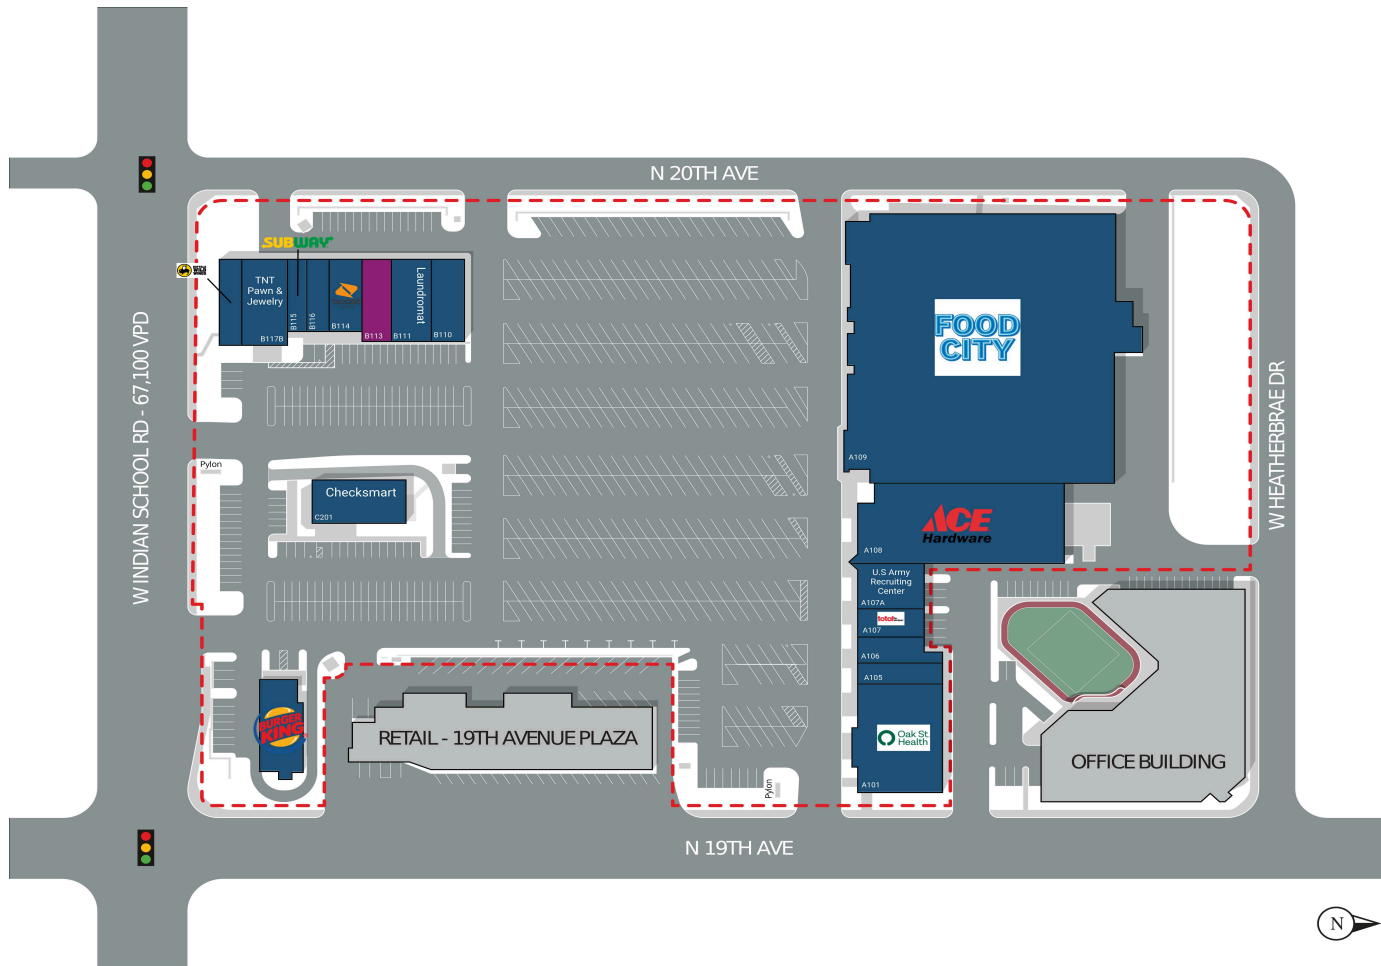 N 20TH AVE
SUBWAY
TNT
Pawn &
Jewelry
B117B
B115
B116
B114
B113
Laundromat
B111
B110
W INDIAN SCHOOL RD - 67,100 VPD
Pylon
Checksmart
C201
FOOD
CITY
A109
ACE
Hardware
A108
U.S Army
Recruiting
Center
A107A
total
A107
A106
A105
Oak St.
Health
A101
W HEATHERBRAE DR
BURGER
KING
RETAIL - 19TH AVENUE PLAZA
Pylon
OFFICE BUILDING
N 19TH AVE
N